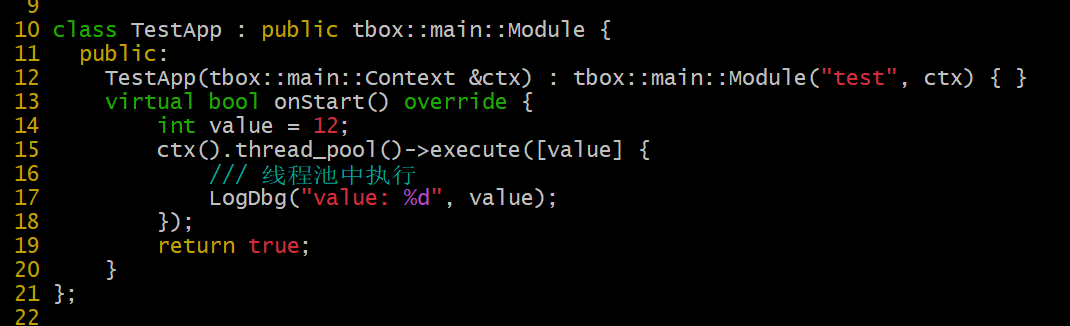 9
10 class TestApp : public tbox::main::Module {
11   public:
12     TestApp(tbox::main::Context &ctx) : tbox::main::Module("test", ctx) { }
13     virtual bool onStart() override {
14         int value = 12;
15         ctx().thread_pool()->execute([value] {
16             /// 线程池中执行
17             LogDbg("value: %d", value);
18         });
19         return true;
20     }
21 };
22